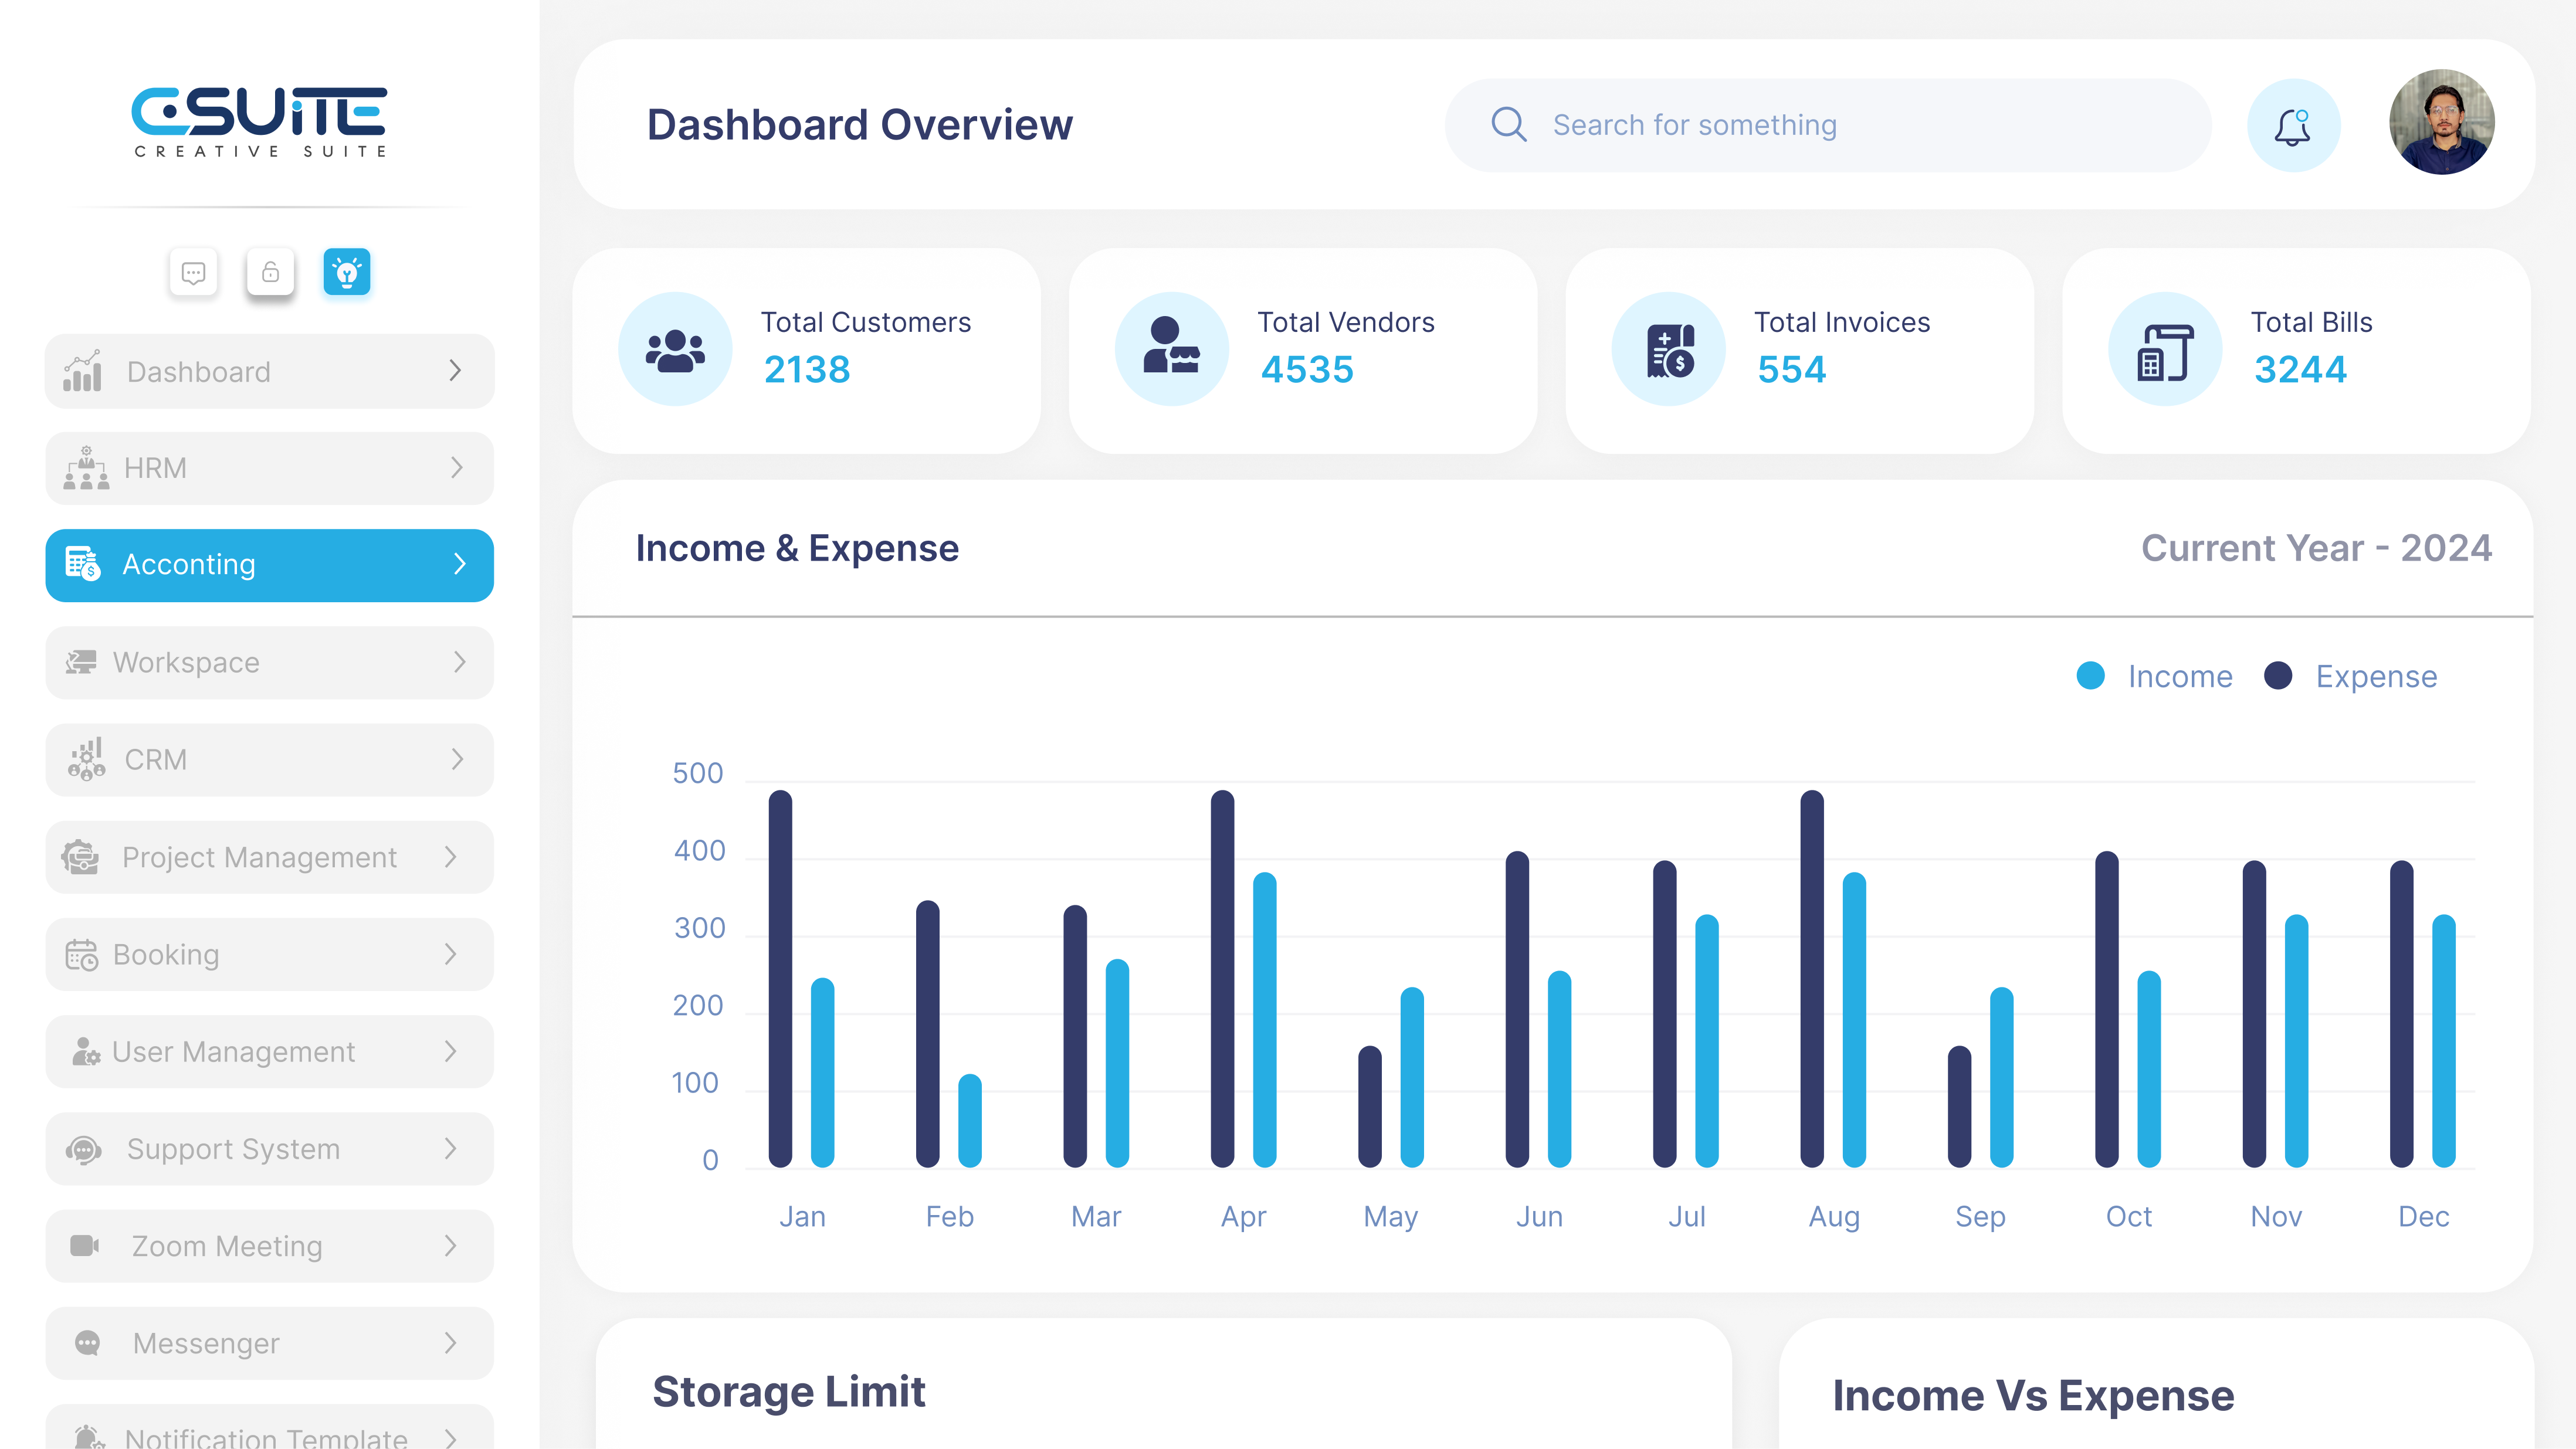 CSUiTE
CREATIVE SUITE
Dashboard
HRM
Acconting
Workspace
CRM
Project Management
Booking
User Management
Support System
Zoom Meeting
Messenger
Notification Template
Dashboard Overview
Search for something
Total Customers
2138
Total Vendors
4535
Total Invoices
554
Total Bills
3244
Income & Expense
Current Year - 2024
Income
Expense
500
400
300
200
100
0
Jan Feb Mar Apr May Jun Jul Aug Sep Oct Nov Dec
Storage Limit
Income Vs Expense